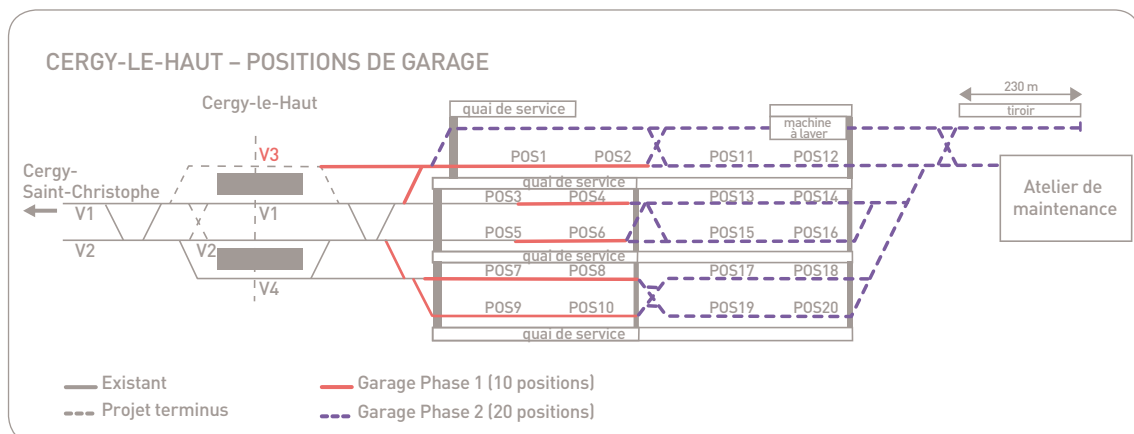 CERGY-LE-HAUT – POSITIONS DE GARAGE
Cergy-le-Haut
230 m
quai de service
tiroir
machine
à laver
V3
POS1 POS2 POS11 POS12
Cergy-
Saint-Christophe
quai de service
Atelier de
maintenance
POS3 POS4 POS13 POS14
V1 V1
POS5 POS6 POS15 POS16
V2 V2
quai de service
POS7 POS8 POS17 POS18
V4
POS9 POS10 POS19 POS20
quai de service
Existant
Garage Phase 1 (10 positions)
Projet terminus
Garage Phase 2 (20 positions)